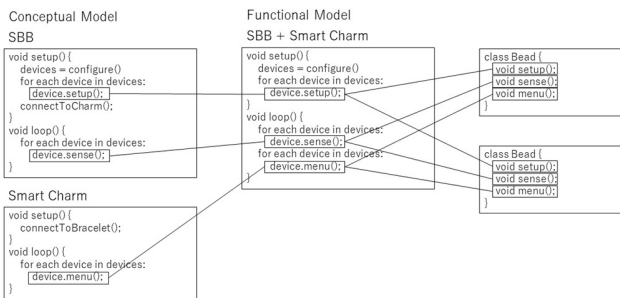 Conceptual Model
SBB
void setup() {
devices = configure()
for each device in devices:
device.setup();
connectToCharm();
}
void loop() {
for each device in devices:
device.sense();
}
Smart Charm
void setup() {
connectToBracelet();
}
void loop() {
for each device in devices:
device.menu();
}
Functional Model
SBB + Smart Charm
void setup() {
devices = configure()
for each device in devices:
device.setup();
}
void loop() {
for each device in devices:
device.sense();
for each device in devices:
device.menu();
}
class Bead {
void setup();
void sense();
void menu();
}
class Bead {
void setup();
void sense();
void menu();
}